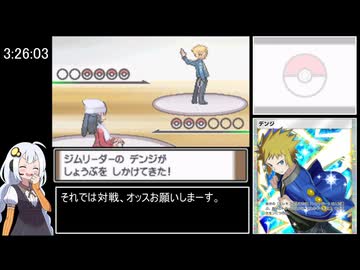 3:26:03
ジムリーダーの デンジが
しょうぶを しかけてきた!
それでは対戦、オッスお願いしまーす。
デンジ